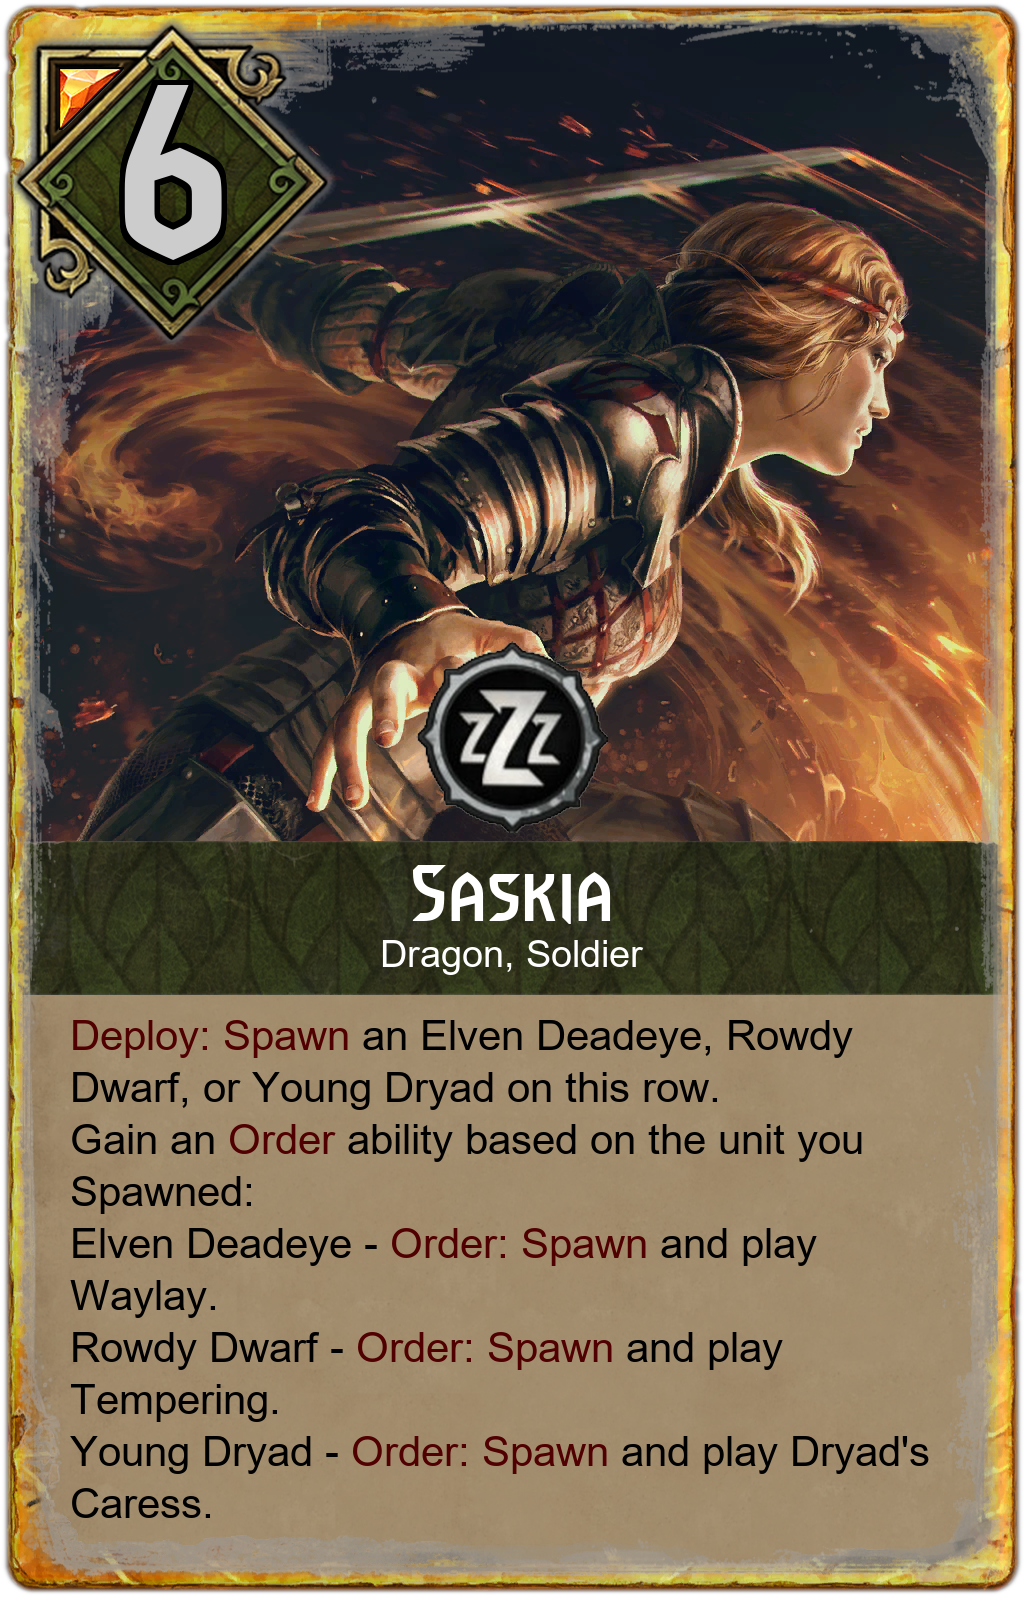 6
zZz
Saskia
Dragon, Soldier
Deploy: Spawn an Elven Deadeye, Rowdy
Dwarf, or Young Dryad on this row.
Gain an Order ability based on the unit you
Spawned:
Elven Deadeye - Order: Spawn and play
Waylay.
Rowdy Dwarf - Order: Spawn and play
Tempering.
Young Dryad - Order: Spawn and play Dryad's
Caress.